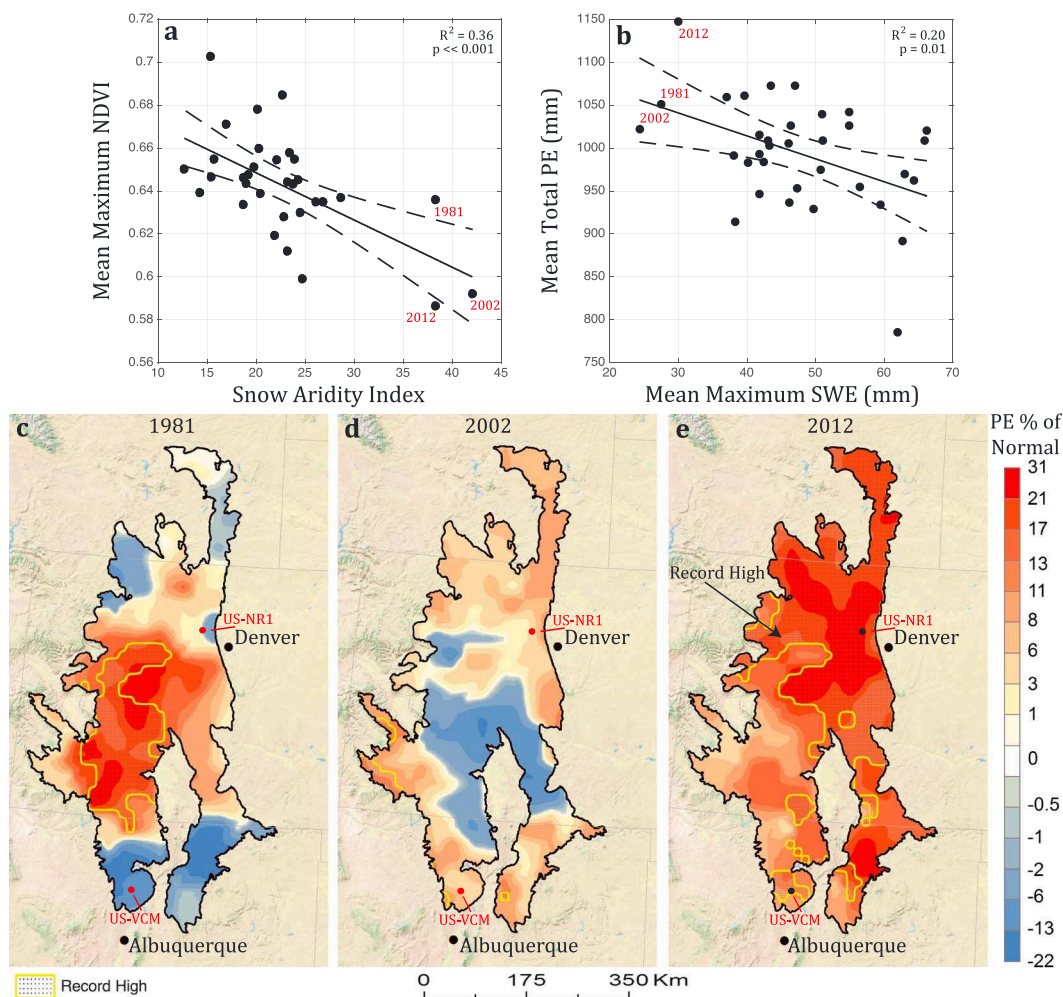 a
R² = 0.36
p << 0.001
Mean Maximum NDVI
0.72
0.7
0.68
0.66
0.64
0.62
0.6
0.58
0.56
1981
2002
2012
10 15 20 25 30 35 40 45
Snow Aridity Index
b
R² = 0.20
p = 0.01
Mean Total PE (mm)
1150
1100
1050
1000
950
900
850
800
750
2012
1981
2002
20 30 40 50 60 70
Mean Maximum SWE (mm)
c
1981
US-NR1
Denver
US-VCM
Albuquerque
d
2002
US-NR1
Denver
US-VCM
Albuquerque
e
2012
Record High
US-NR1
Denver
US-VCM
Albuquerque
PE % of
Normal
31
21
13
11
8
6
3
1
0
-0.5
-1
-2
-6
-13
-22
Record High
0 175 350 Km